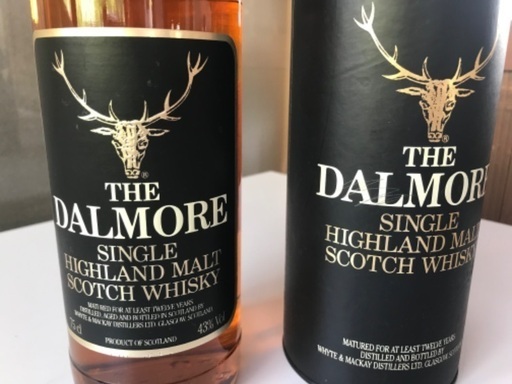 ®
THE
DALMORE
SINGLE
HIGHLAND MALT
SCOTCH WHISKY
MATURED FOR AT LEAST TWELVE YEARS
DISTILLED, AGED AND BOTTLED IN SCOTLAND BY
WHYTE & MACKAY DISTILLERS LTD. GLASGOW, SCOTLAND
43% Vol
PRODUCT OF SCOTLAND
®
THE
DALMORE
SINGLE
HIGHLAND MAL
SCOTCH WHISK
MATURED FOR AT LEAST TWELVE YEARS
DISTILLED AND BOTTLED BY
WHYTE & MACKAY DISTILLERS LTD. GLASGOW